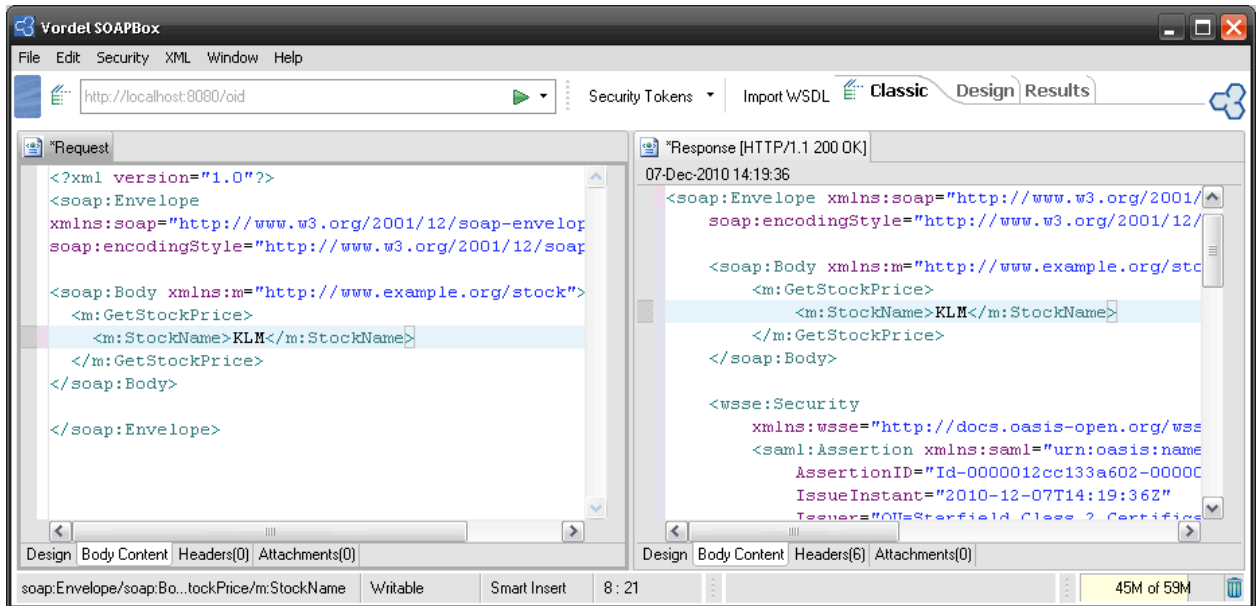 Vordel SOAPBox
File Edit Security XML Window Help
http://localhost:8080/oid
Security Tokens
Import WSDL
Classic
Design
Results
*Request
<?xml version="1.0"?>
<soap:Envelope
xmlns:soap="http://www.w3.org/2001/12/soap-envelop
soap:encodingStyle="http://www.w3.org/2001/12/soap
<soap:Body xmlns:m="http://www.example.org/stock">
<m:GetStockPrice>
<m:StockName>KLM</m:StockName>
</m:GetStockPrice>
</soap:Body>
</soap:Envelope>
Design Body Content Headers(0) Attachments(0)
*Response [HTTP/1.1 200 OK]
07-Dec-2010 14:19:36
<soap:Envelope xmlns:soap="http://www.w3.org/2001/
soap:encodingStyle="http://www.w3.org/2001/12/
<soap:Body xmlns:m="http://www.example.org/stc
<m:GetStockPrice>
<m:StockName>KLM</m:StockName>
</m:GetStockPrice>
</soap:Body>
<wsse:Security
xmlns:wsse="http://docs.oasis-open.org/wss
<saml:Assertion xmlns:saml="urn:oasis:name
AssertionID="Id-0000012cc133a602-00000
IssueInstant="2010-12-07T14:19:36Z"
Issuer="OU=Starfield Class 2 Certifica
Design Body Content Headers(6) Attachments(0)
soap:Envelope/soap:Bo...tockPrice/m:StockName Writable Smart Insert 8 : 21 45M of 59M